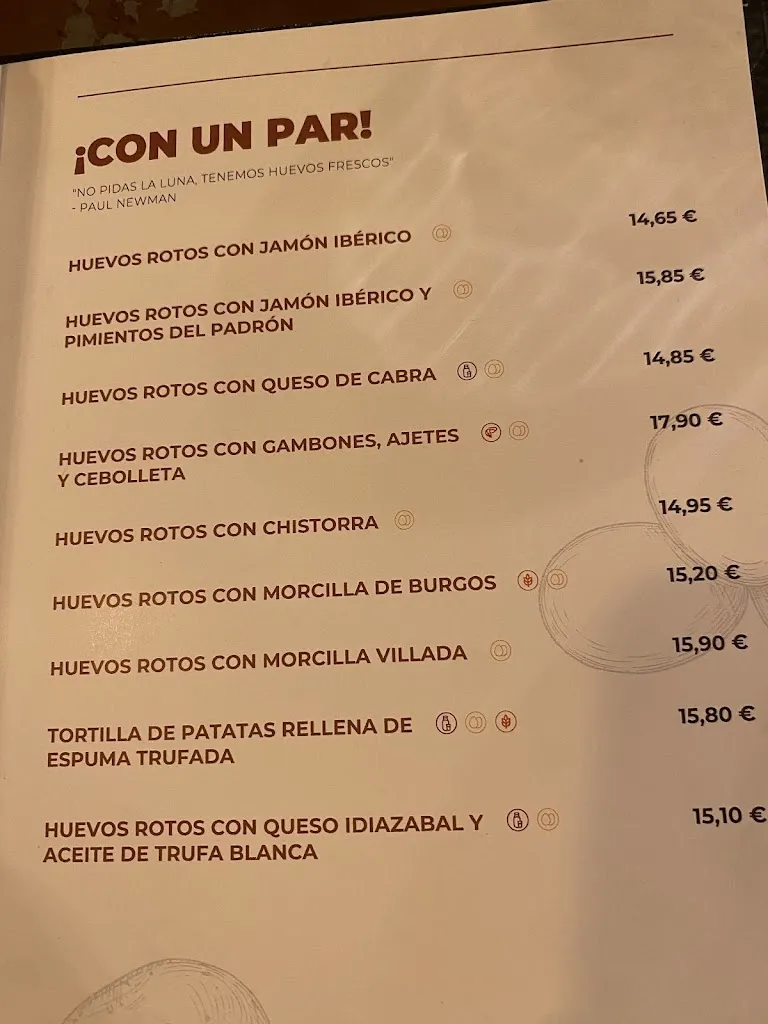 ¡CON UN PAR!
"NO PIDAS LA LUNA, TENEMOS HUEVOS FRESCOS"
- PAUL NEWMAN
HUEVOS ROTOS CON JAMÓN IBÉRICO 14,65 €
HUEVOS ROTOS CON JAMÓN IBÉRICO Y 15,85 €
PIMIENTOS DEL PADRÓN
HUEVOS ROTOS CON QUESO DE CABRA 14,85 €
HUEVOS ROTOS CON GAMBONES, AJETES 17,90 €
Y CEBOLLETA
HUEVOS ROTOS CON CHISTORRA 14,95 €
HUEVOS ROTOS CON MORCILLA DE BURGOS 15,20 €
HUEVOS ROTOS CON MORCILLA VILLADA 15,90 €
TORTILLA DE PATATAS RELLENA DE 15,80 €
ESPUMA TRUFADA
HUEVOS ROTOS CON QUESO IDIAZABAL Y 15,10 €
ACEITE DE TRUFA BLANCA